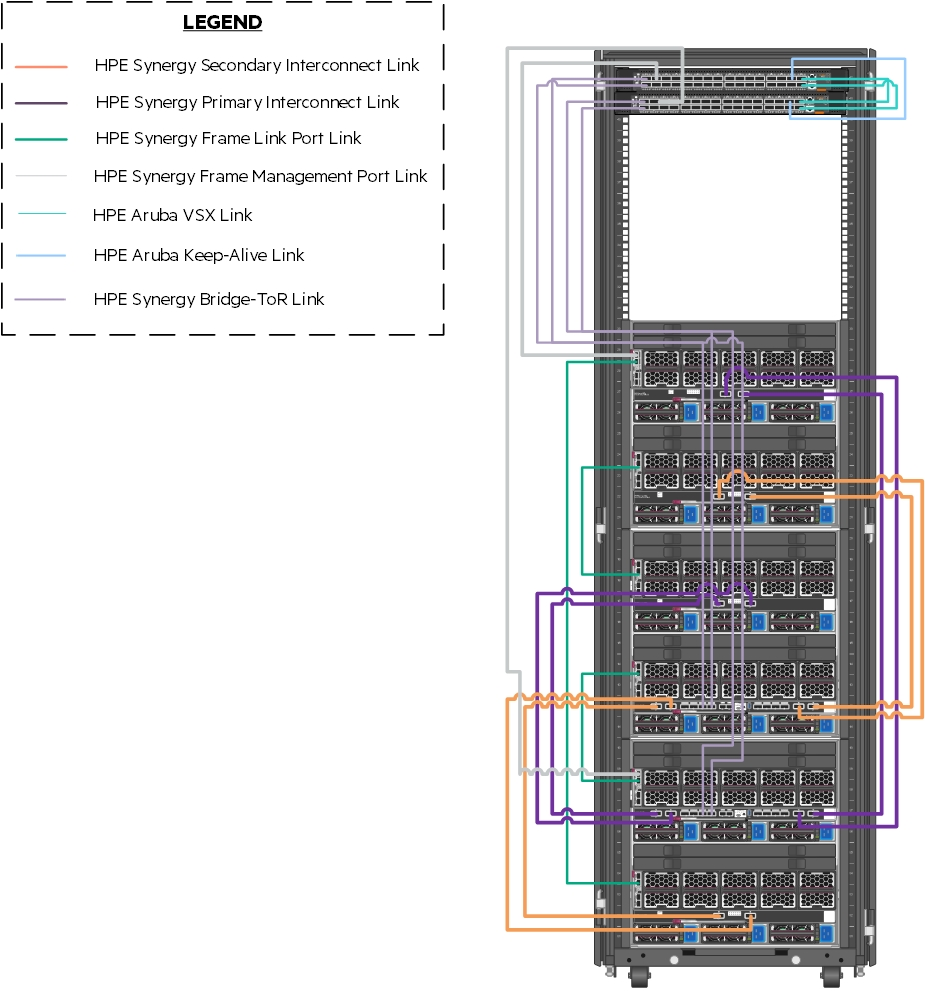 LEGEND
HPE Synergy Secondary Interconnect Link
HPE Synergy Primary Interconnect Link
HPE Synergy Frame Link Port Link
HPE Synergy Frame Management Port Link
HPE Aruba VSX Link
HPE Aruba Keep-Alive Link
HPE Synergy Bridge-ToR Link